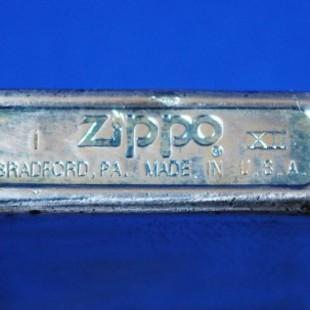 I Zippo ® XII
BRADFORD, PA. MADE IN U.S.A.